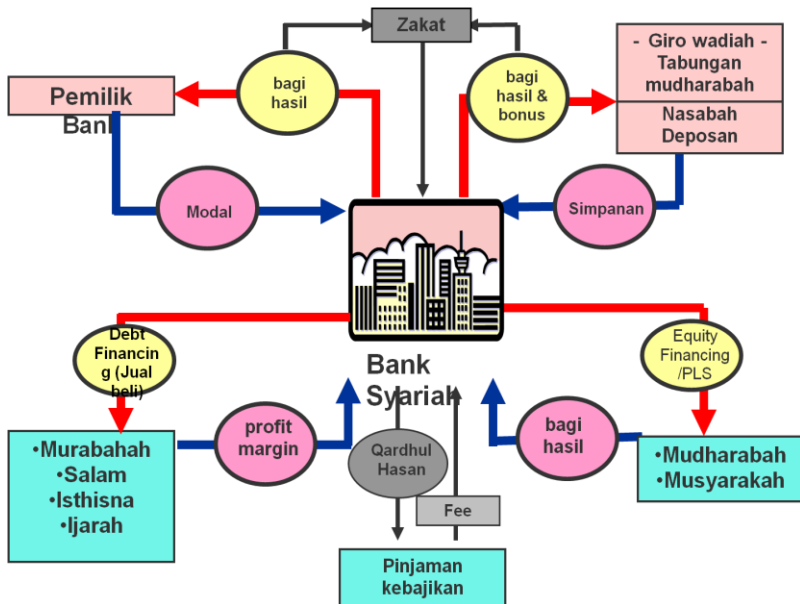 Zakat
bagi
hasil
bagi
hasil &
bonus
- Giro wadiah -
Tabungan
mudharabah
Nasabah
Deposan
Pemilik
Bank
Modal
Simpanan
Debt
Financin
g (Jual
beli)
Equity
Financing
/PLS
Bank
Syariah
profit
margin
Qardhul
Hasan
bagi
hasil
•Murabahah
•Salam
•Isthisna
•Ijarah
•Mudharabah
•Musyarakah
Fee
Pinjaman
kebajikan